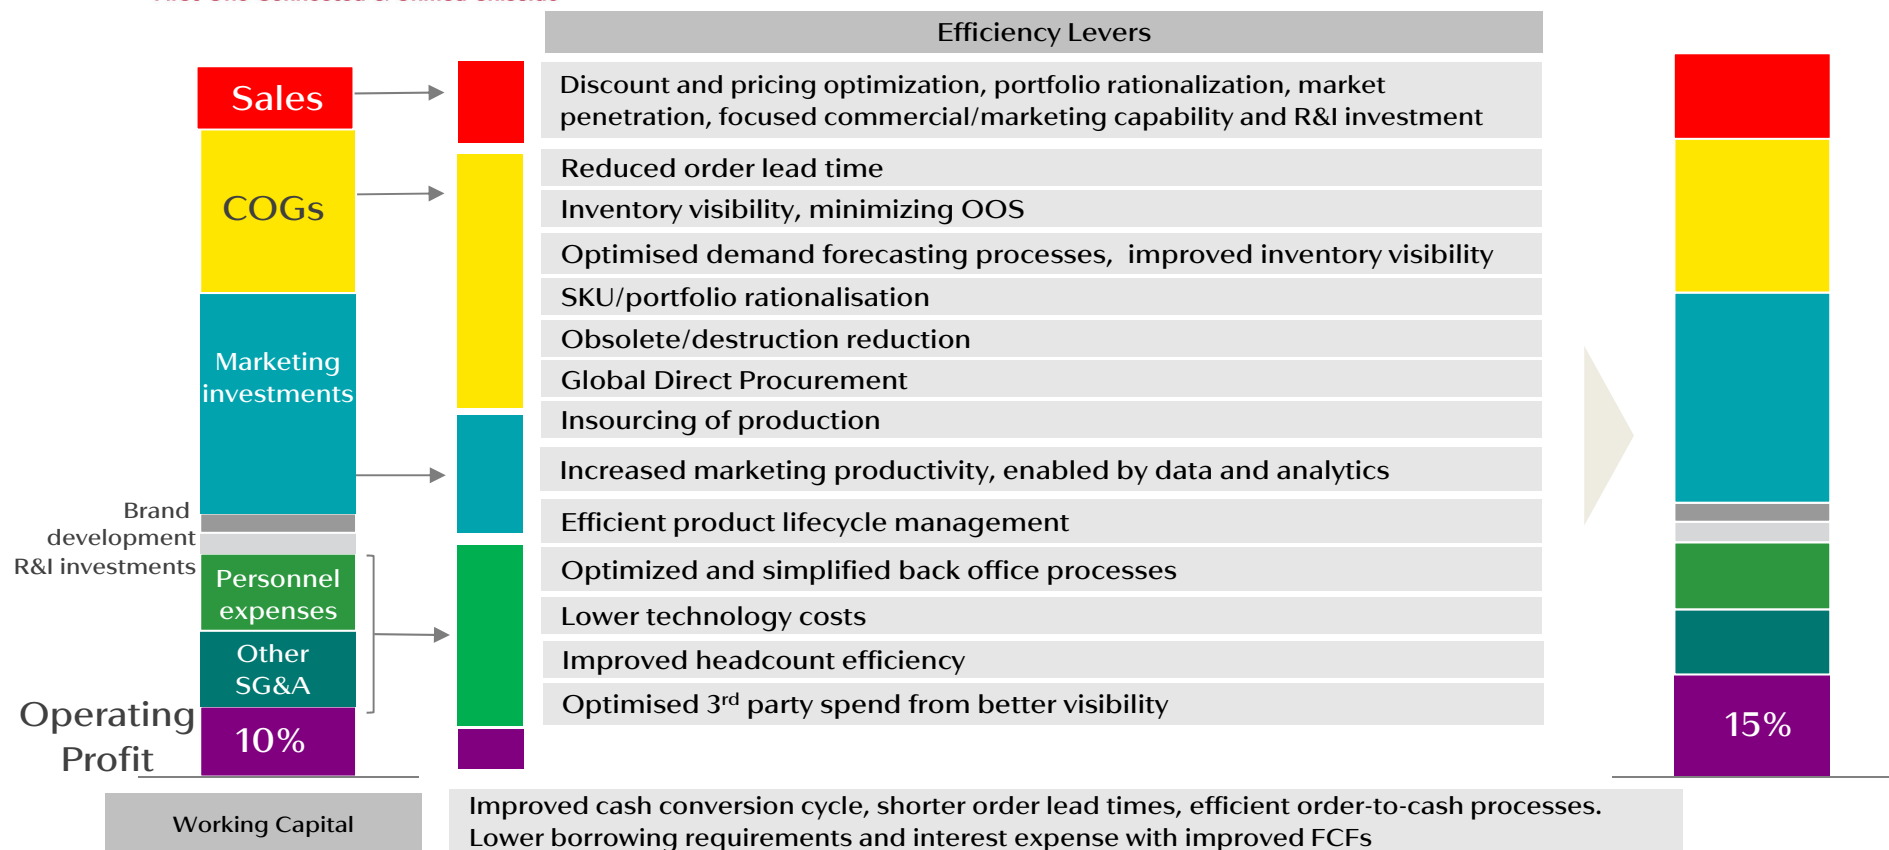 Efficiency Levers
Sales
Discount and pricing optimization, portfolio rationalization, market
penetration, focused commercial/marketing capability and R&I investment
COGs
Reduced order lead time
Inventory visibility, minimizing OOS
Optimised demand forecasting processes, improved inventory visibility
SKU/portfolio rationalisation
Obsolete/destruction reduction
Global Direct Procurement
Insourcing of production
Marketing
investments
Increased marketing productivity, enabled by data and analytics
Efficient product lifecycle management
Brand
development
R&I investments
Personnel
expenses
Other
SG&A
Optimized and simplified back office processes
Lower technology costs
Improved headcount efficiency
Optimised 3rd party spend from better visibility
Operating
Profit
10%
15%
Working Capital
Improved cash conversion cycle, shorter order lead times, efficient order-to-cash processes.
Lower borrowing requirements and interest expense with improved FCFs